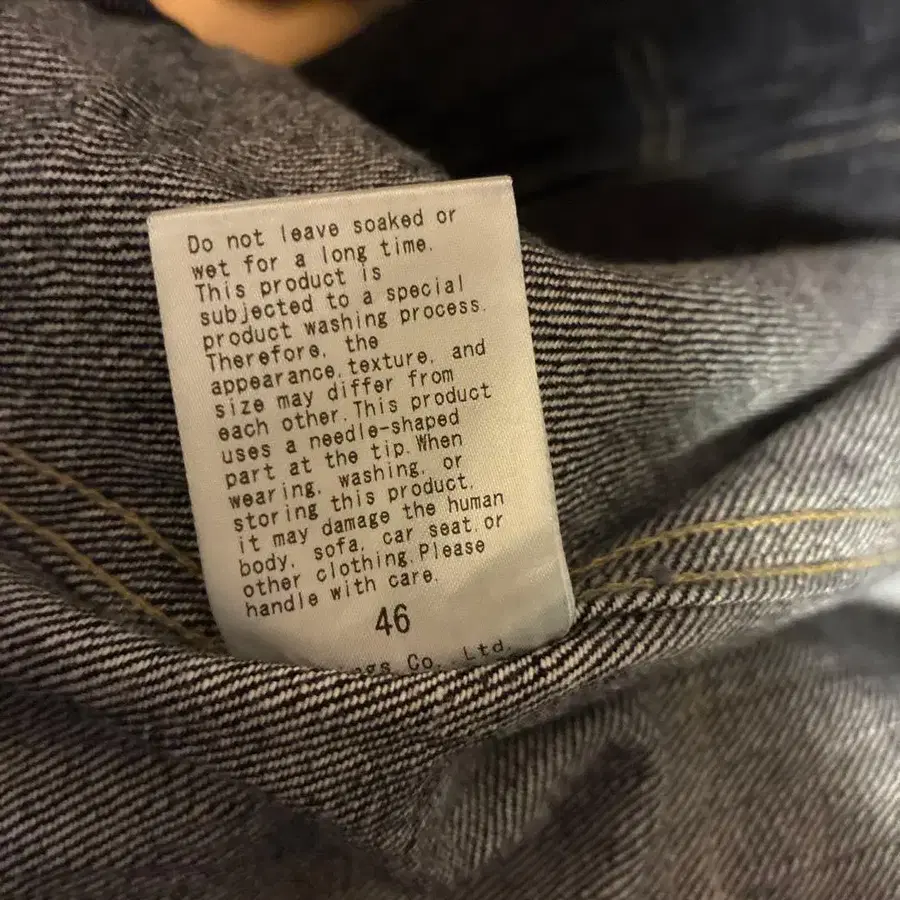 Do not leave soaked or
wet for a long time.
This product is
subjected to a special
product washing process.
Therefore, the
appearance, texture, and
size may differ from
each other. This product
uses a needle-shaped
part at the tip. When
wearing, washing, or
storing this product,
it may damage the human
body, sofa, car seat, or
other clothing. Please
handle with care.
46
Co., Ltd.